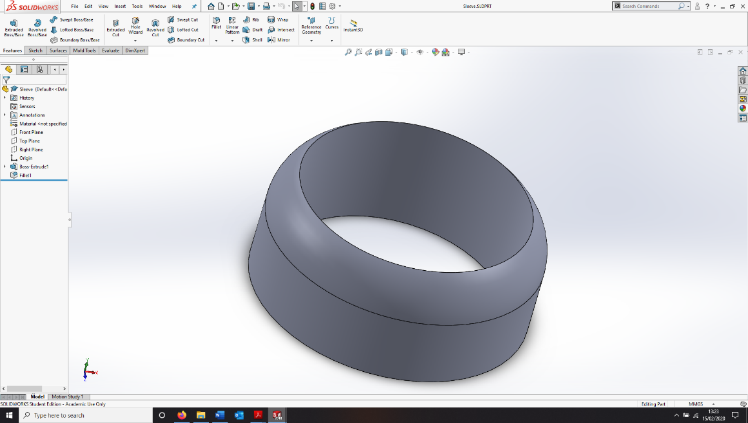 SOLIDWORKS File Edit View Insert Tools Window Help Sleeve.SLDPRT Search Commands
Extruded Boss/Base Revolved Boss/Base Swept Boss/Base Lofted Boss/Base Boundary Boss/Base Extruded Cut Hole Wizard Revolved Cut Swept Cut Lofted Cut Boundary Cut Fillet Linear Pattern Rib Draft Shell Wrap Intersect Mirror Reference Geometry Curves Instant3D
Features Sketch Surfaces Mold Tools Evaluate DimXpert
Sleeve (Default<<Defa
History
Sensors
Annotations
Material <not specified
Front Plane
Top Plane
Right Plane
Origin
Boss-Extrude1
Fillet1
Model Motion Study 1
SOLIDWORKS Student Edition - Academic Use Only Editing Part MMGS
Type here to search
13:23
15/02/2020